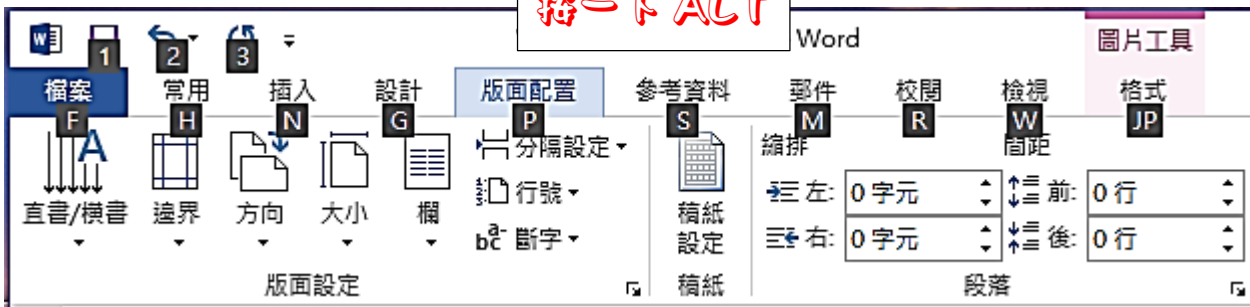 按一下 ALT
W
1 2 3 Word 圖片工具
檔案 常用 插入 設計 版面配置 參考資料 郵件 校閱 檢視 格式
F H N G P S M R W JP
直書/橫書 邊界 方向 大小 欄
分隔設定
行號
斷字
版面設定
稿紙
設定
稿紙
縮排 間距
左: 0 字元 前: 0 行
右: 0 字元 後: 0 行
段落